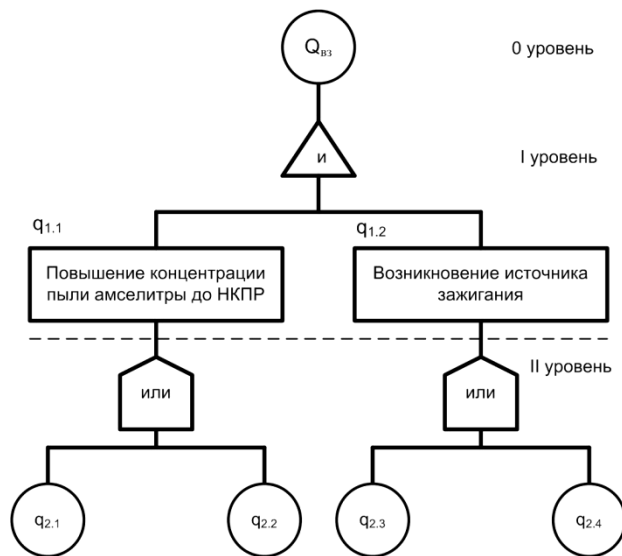 Qвз
0 уровень
и
I уровень
q1.1
q1.2
Повышение концентрации
пыли амселитры до НКПР
Возникновение источника
зажигания
II уровень
или
или
q2.1
q2.2
q2.3
q2.4